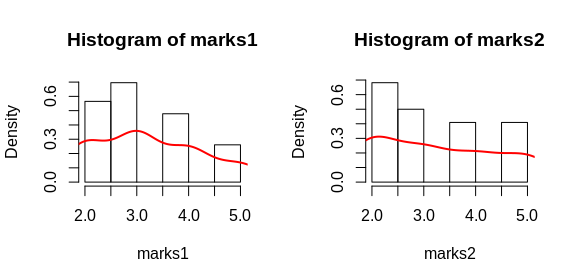 Histogram of marks1
Density
0.0 0.3 0.6
2.0 3.0 4.0 5.0
marks1
Histogram of marks2
Density
0.0 0.3 0.6
2.0 3.0 4.0 5.0
marks2